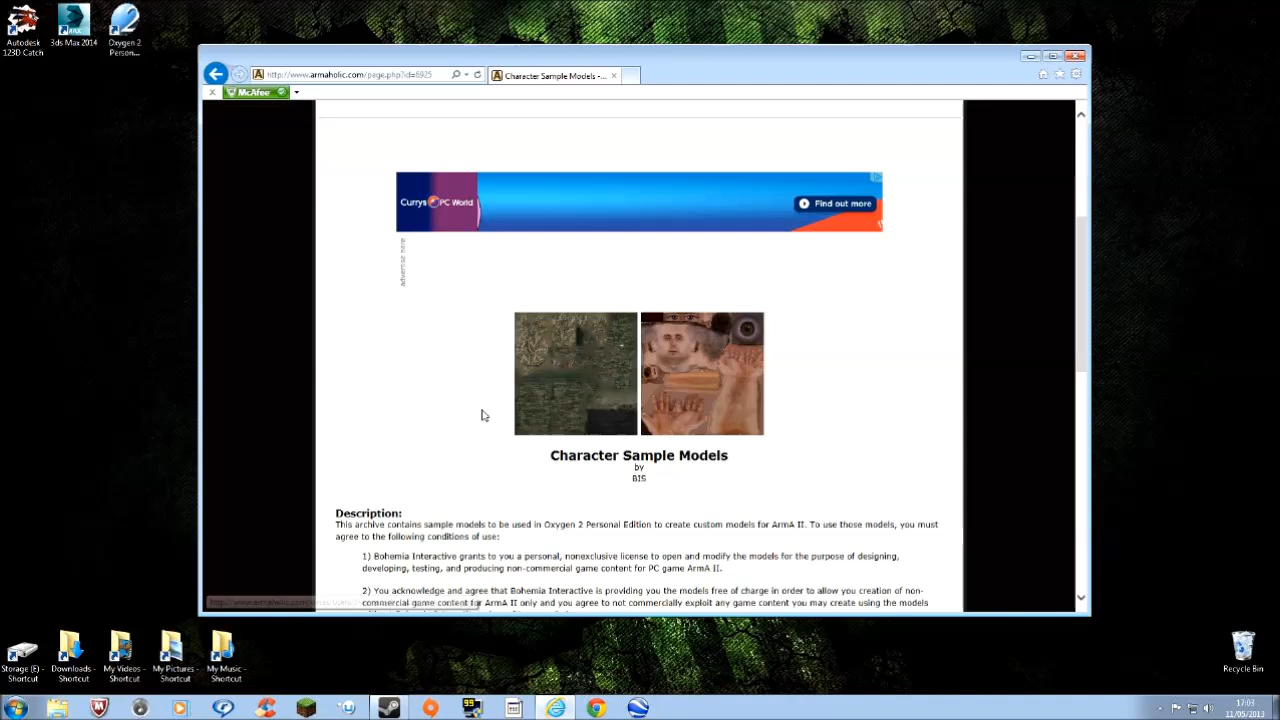 Autodesk
123D Catch
3ds Max 2014
Oxygen 2
Person...
http://www.armaholic.com/page.php?id=6925
Character Sample Models -...
McAfee
Currys PC World
Find out more
advertise here
Character Sample Models
by
BIS
Description:
This archive contains sample models to be used in Oxygen 2 Personal Edition to create custom models for ArmA II. To use those models, you must
agree to the following conditions of use:
1) Bohemia Interactive grants to you a personal, nonexclusive license to open and modify the models for the purpose of designing,
developing, testing, and producing non-commercial game content for PC game ArmA II.
2) You acknowledge and agree that Bohemia Interactive is providing you the models free of charge in order to allow you creation of non-
commercial game content for ArmA II only and you agree to not commercially exploit any game content you may create using the models
Storage (E) -
Shortcut
Downloads -
Shortcut
My Videos -
Shortcut
My Pictures -
Shortcut
My Music -
Shortcut
Recycle Bin
99
17:03
11/05/2013